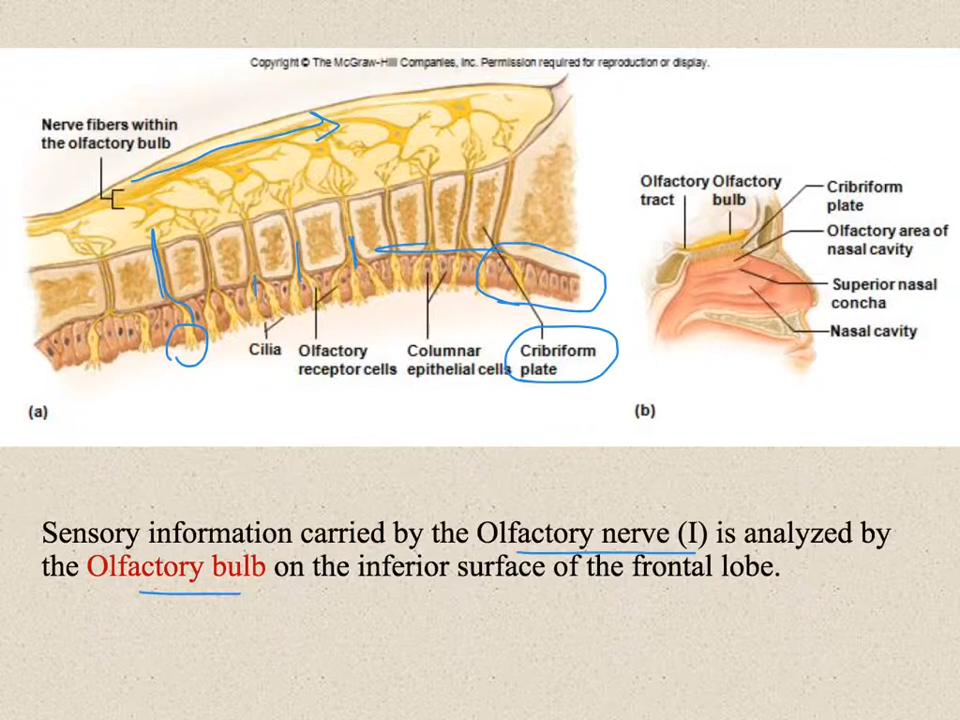 Copyright © The McGraw-Hill Companies, Inc. Permission required for reproduction or display.
Nerve fibers within
the olfactory bulb
Cilia
Olfactory
receptor cells
Columnar
epithelial cells
Cribriform
plate
(a)
Olfactory
tract
Olfactory
bulb
Cribriform
plate
Olfactory area of
nasal cavity
Superior nasal
concha
Nasal cavity
(b)
Sensory information carried by the Olfactory nerve (I) is analyzed by
the Olfactory bulb on the inferior surface of the frontal lobe.